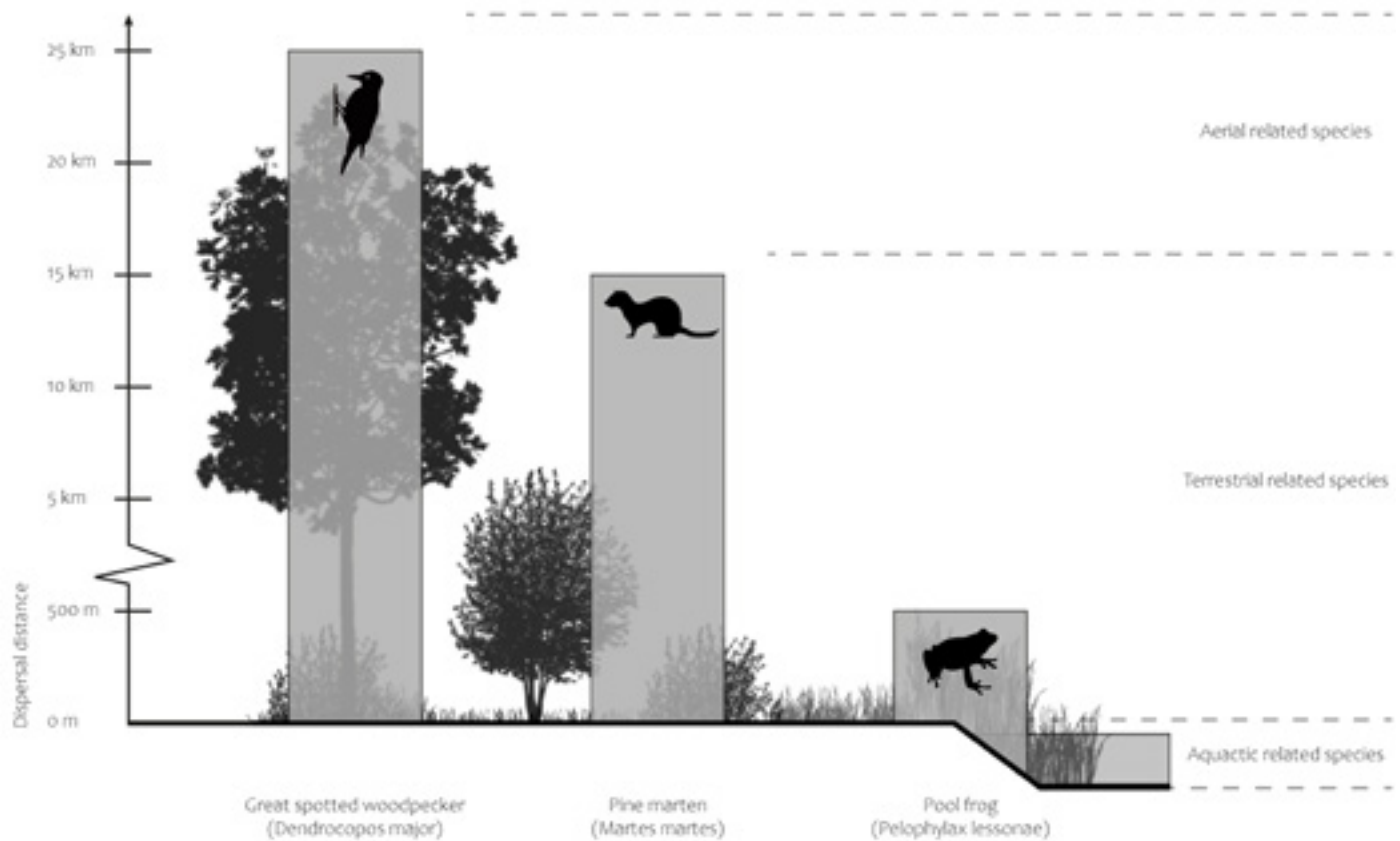 25 km
20 km
15 km
10 km
5 km
500 m
0 m
Dispersal distance
Aerial related species
Terrestrial related species
Aquactic related species
Great spotted woodpecker
(Dendrocopos major)
Pine marten
(Martes martes)
Pool frog
(Pelophylax lessonae)